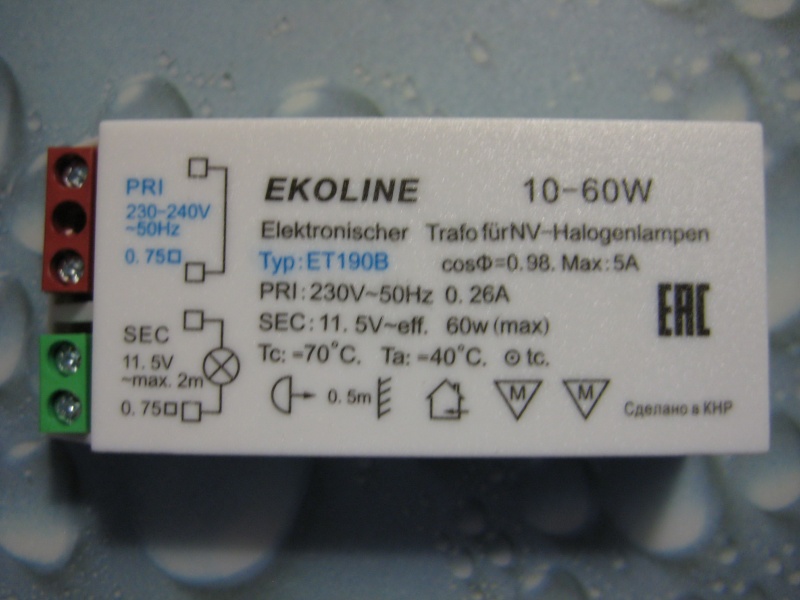 PRI
230-240V
~50Hz
0.75
SEC
11.5V
~max.2m
0.75
EKOLINE 10-60W
Elektronischer Trafo für NV-Halogenlampen
Typ:ET190B cosΦ=0.98. Max:5A
PRI:230V~50Hz 0.26A
SEC:11.5V~eff. 60w(max)
Tc:=70°C. Ta:=40°C. tc.
0.5m M M
EAC
Сделано в КНР